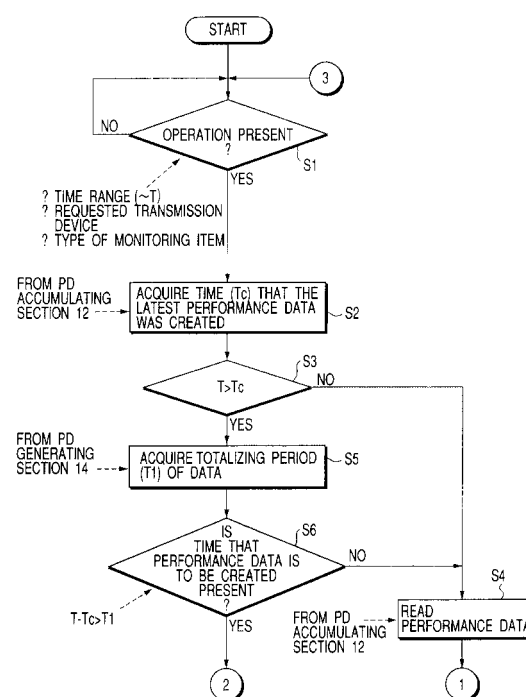 START
3
NO
OPERATION PRESENT
?
S1
YES
? TIME RANGE (~T)
? REQUESTED TRANSMISSION
DEVICE
? TYPE OF MONITORING ITEM
FROM PD
ACCUMULATING
SECTION 12
ACQUIRE TIME (Tc) THAT THE
LATEST PERFORMANCE DATA
WAS CREATED
S2
S3
T>Tc
NO
YES
FROM PD
GENERATING
SECTION 14
ACQUIRE TOTALIZING PERIOD
(T1) OF DATA
S5
S6
IS
TIME THAT
PERFORMANCE DATA IS
TO BE CREATED
PRESENT
?
NO
T-Tc>T1
YES
S4
FROM PD
ACCUMULATING
SECTION 12
READ
PERFORMANCE DATA
2
1